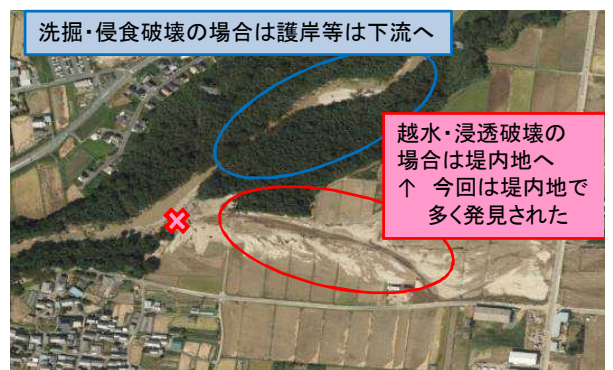 洗掘・侵食破壊の場合は護岸等は下流へ
越水・浸透破壊の
場合は堤内地へ
↑　今回は堤内地で
多く発見された